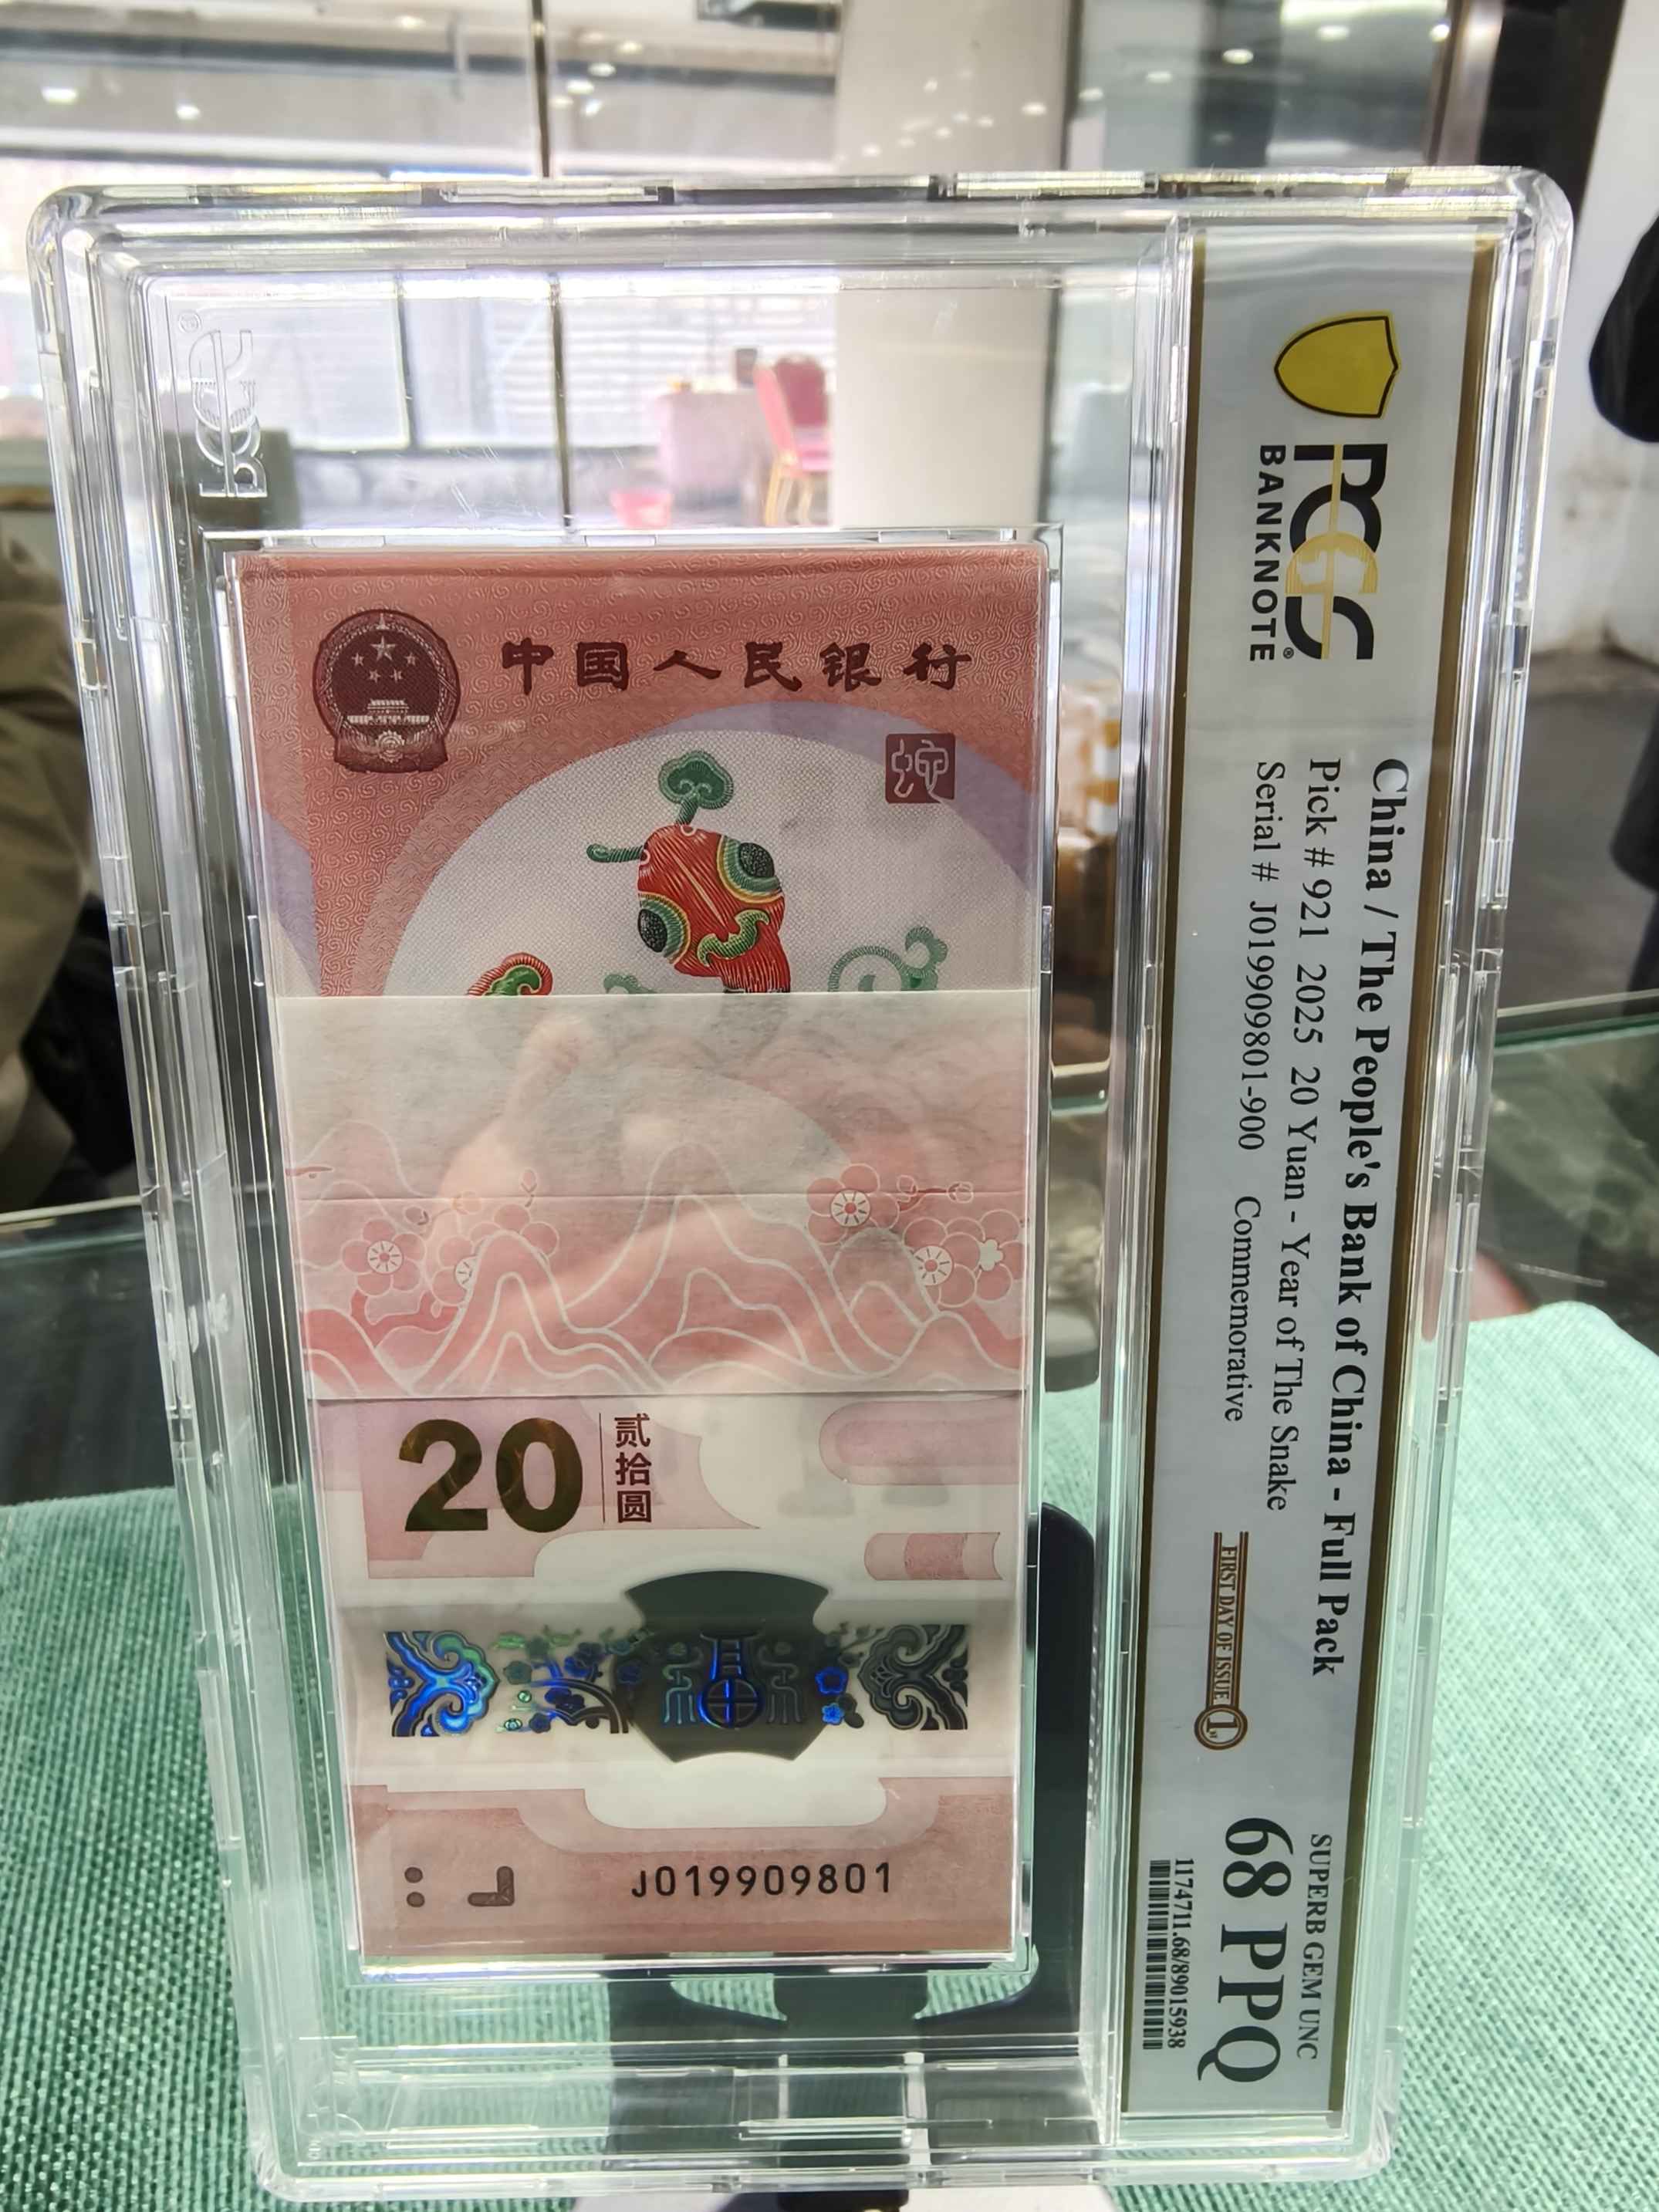 中国人民银行
蛇
20
贰拾圆
J019909801
PCGS
PCGS
BANKNOTE
China / The People's Bank of China - Full Pack
Pick # 921 2025 20 Yuan - Year of The Snake
Serial # J019909801-900 Commemorative
FIRST DAY OF ISSUE 1st
SUPERB GEM UNC
68 PPQ
1174711.68/89015938